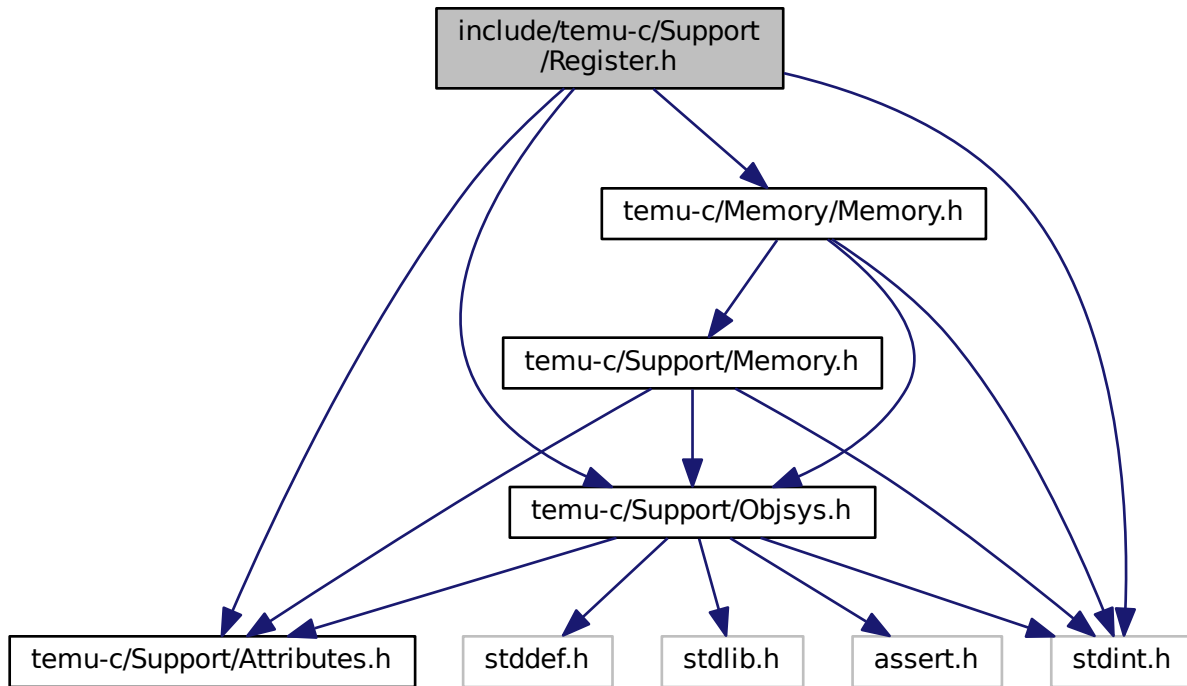 include/temu-c/Support
/Register.h
temu-c/Memory/Memory.h
temu-c/Support/Memory.h
temu-c/Support/Objsys.h
temu-c/Support/Attributes.h
stddef.h
stdlib.h
assert.h
stdint.h